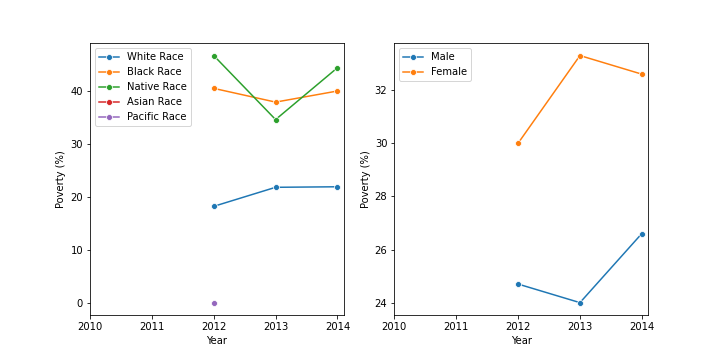 White Race
Black Race
Native Race
Asian Race
Pacific Race
40
30
20
10
0
Poverty (%)
2010 2011 2012 2013 2014
Year
Male
Female
32
30
28
26
24
Poverty (%)
2010 2011 2012 2013 2014
Year